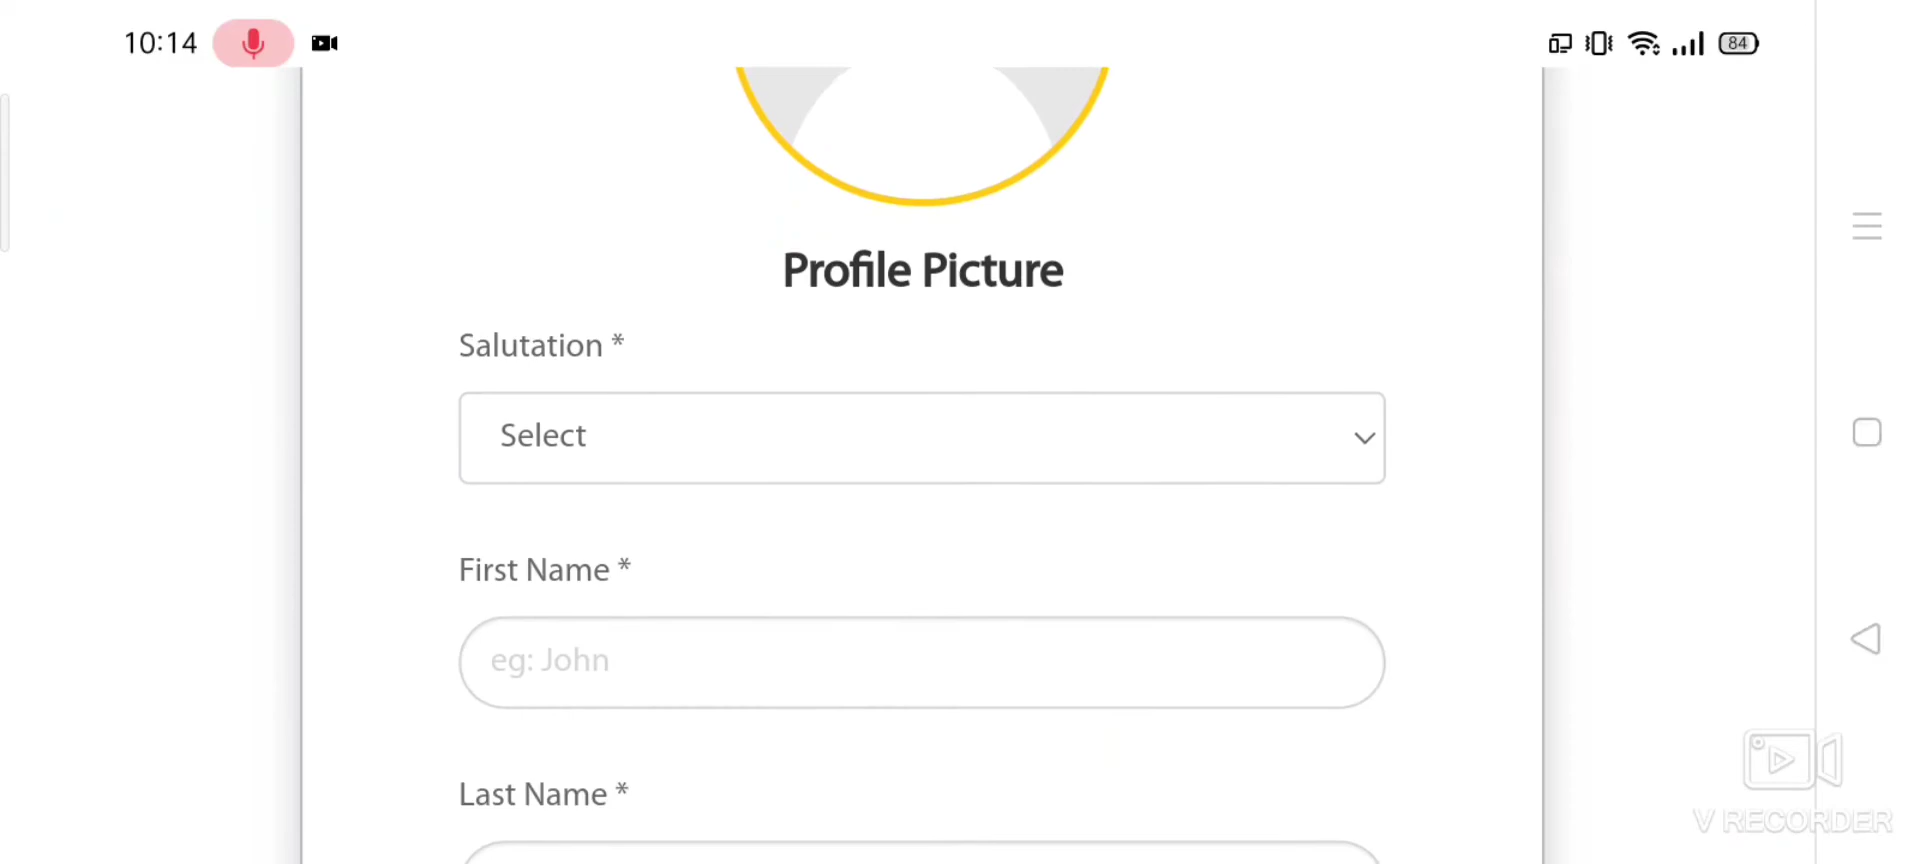 10:14
84
Profile Picture
Salutation *
Select
First Name *
eg: John
Last Name *
V RECORDER